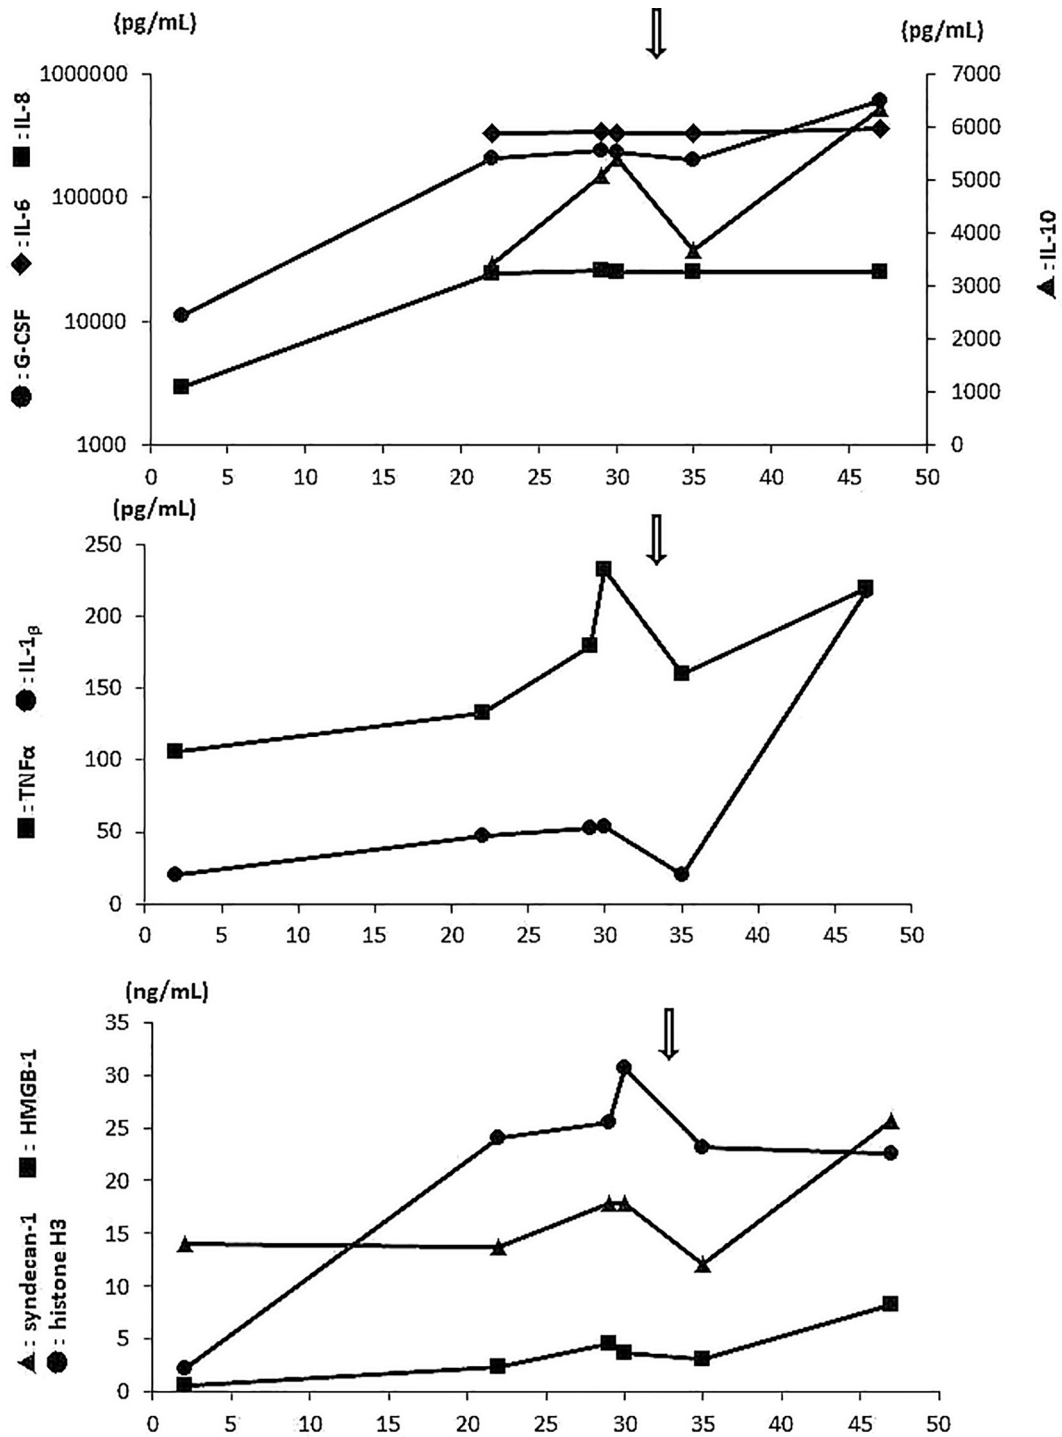 (pg/mL)
(pg/mL)
1000000
100000
10000
1000
7000
6000
5000
4000
3000
2000
1000
0
0 5 10 15 20 25 30 35 40 45 50
: G-CSF : IL-6 : IL-8
: IL-10
(pg/mL)
250
200
150
100
50
0
0 5 10 15 20 25 30 35 40 45 50
: TNFα : IL-1β
(ng/mL)
35
30
25
20
15
10
5
0
0 5 10 15 20 25 30 35 40 45 50
: syndecan-1 : HMGB-1
: histone H3